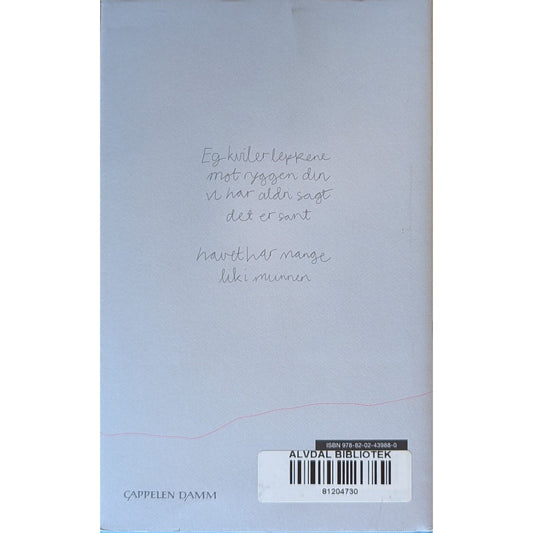 Eg kviler leppene
mot ryggen din
vi har aldri sagt
det er sant
havet har mange
lik i munnen
ISBN 978-82-02-43988-0
ALVDAL BIBLIOTEK
81204730
CAPPELEN DAMM